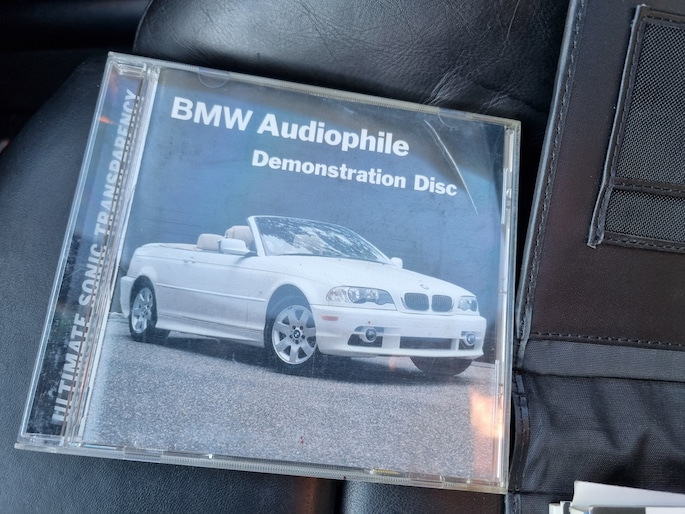 BMW Audiophile
Demonstration Disc
ULTIMATE SONIC TRANSPARENCY